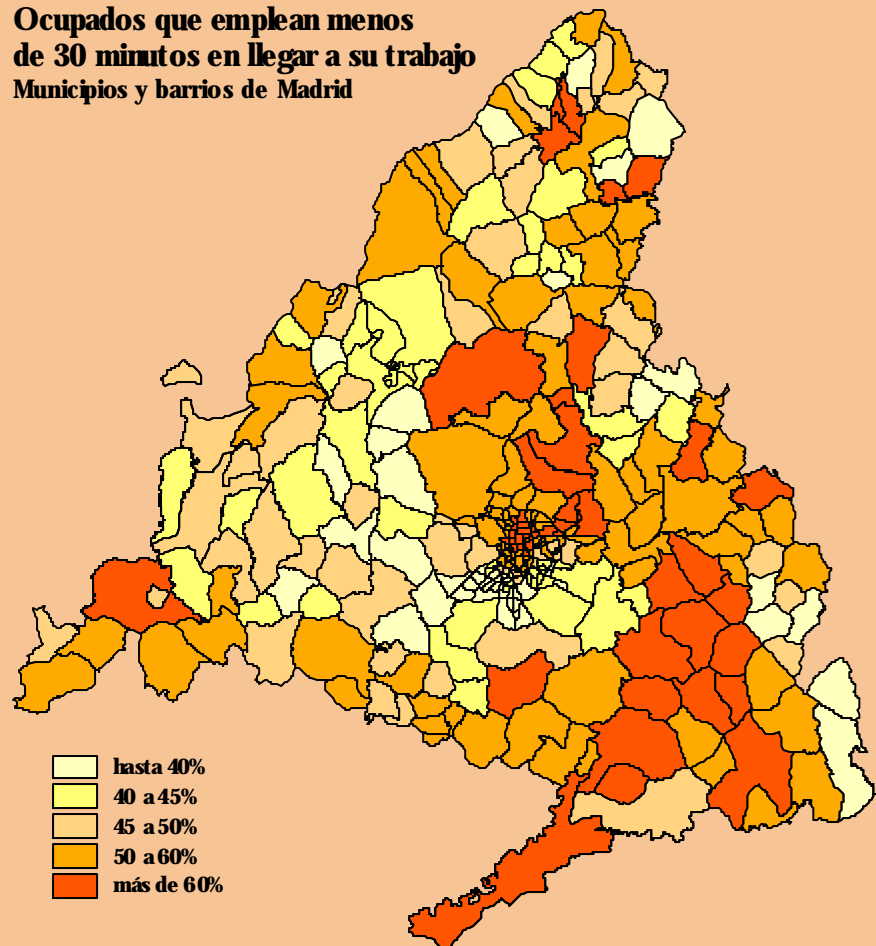 Ocupados que emplean menos
de 30 minutos en llegar a su trabajo
Municipios y barrios de Madrid
hasta 40%
40 a 45%
45 a 50%
50 a 60%
más de 60%